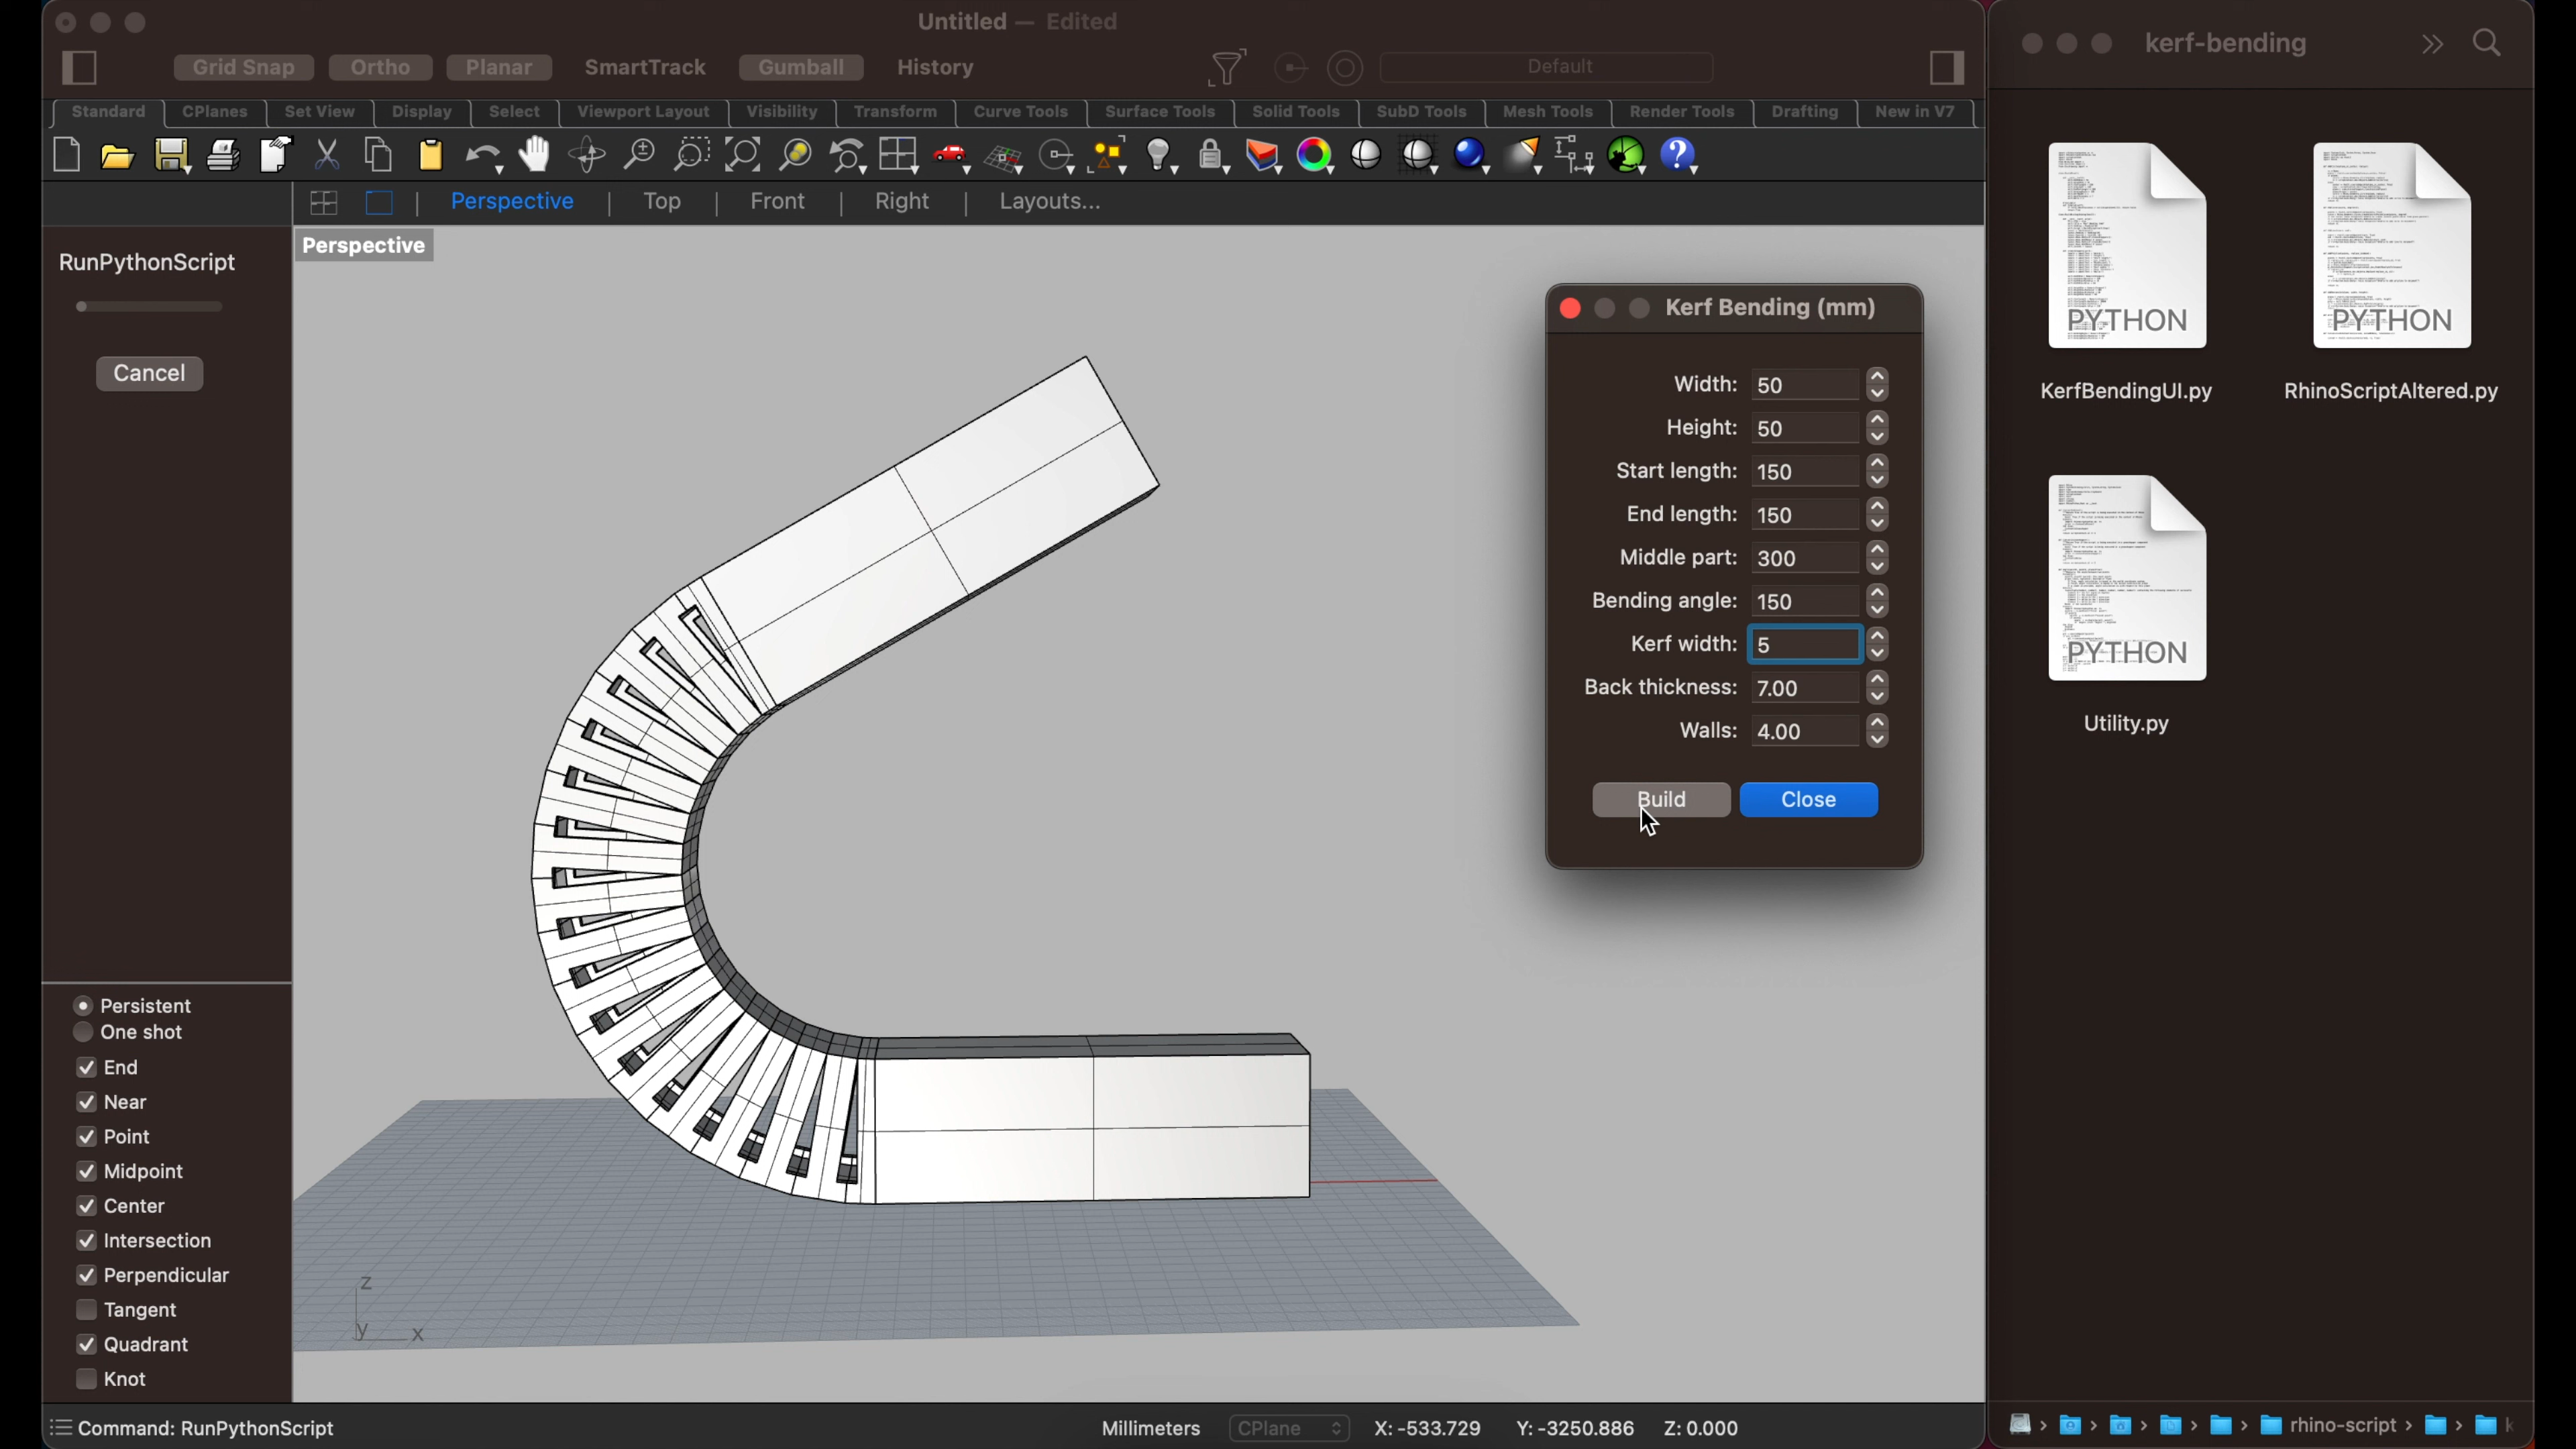 Untitled — Edited
Grid Snap Ortho Planar SmartTrack Gumball History Default
Standard CPlanes Set View Display Select Viewport Layout Visibility Transform Curve Tools Surface Tools Solid Tools SubD Tools Mesh Tools Render Tools Drafting New in V7
Perspective Top Front Right Layouts...
RunPythonScript
Cancel
Persistent
One shot
End
Near
Point
Midpoint
Center
Intersection
Perpendicular
Tangent
Quadrant
Knot
Perspective
z
y x
Kerf Bending (mm)
Width: 50
Height: 50
Start length: 150
End length: 150
Middle part: 300
Bending angle: 150
Kerf width: 5
Back thickness: 7.00
Walls: 4.00
Build Close
Command: RunPythonScript Millimeters CPlane X: -533.729 Y: -3250.886 Z: 0.000
kerf-bending
PYTHON PYTHON
KerfBendingUI.py RhinoScriptAltered.py
PYTHON
Utility.py
rhino-script